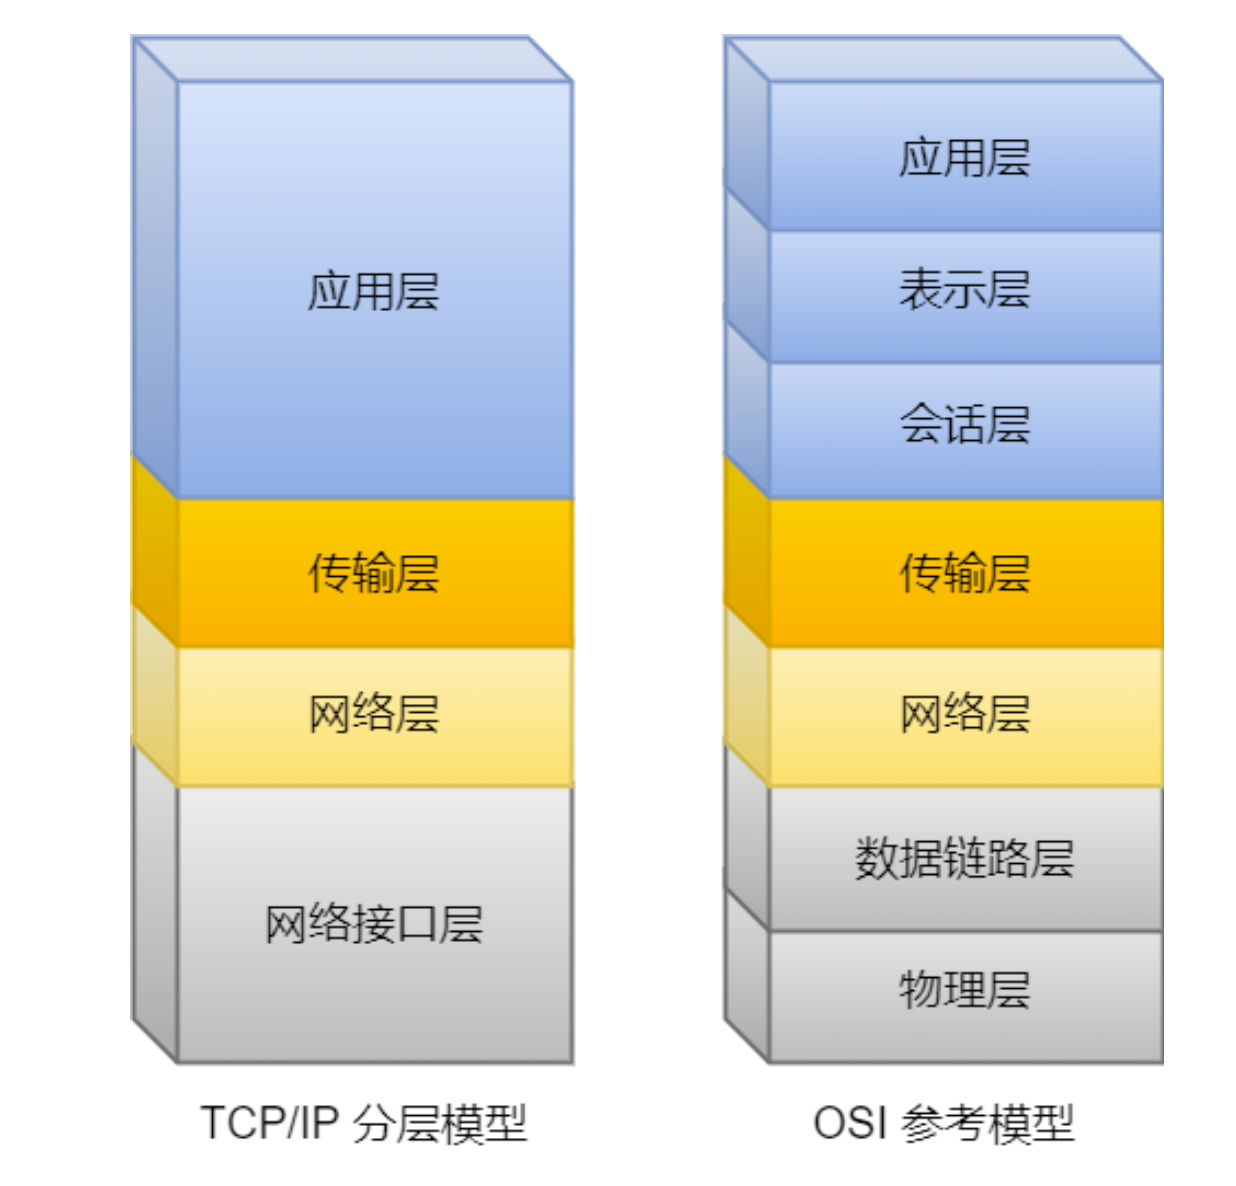 应用层
传输层
网络层
网络接口层
TCP/IP 分层模型
应用层
表示层
会话层
传输层
网络层
数据链路层
物理层
OSI 参考模型